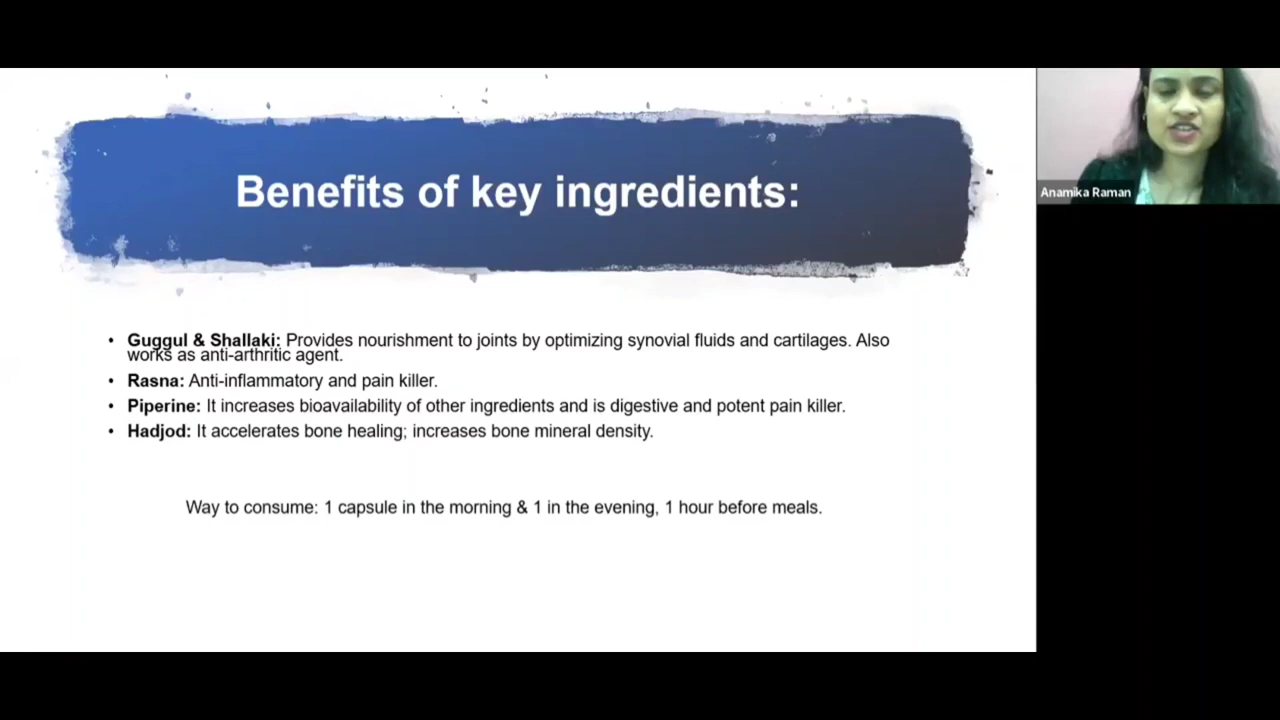 Benefits of key ingredients:
Anamika Raman
• Guggul & Shallaki: Provides nourishment to joints by optimizing synovial fluids and cartilages. Also
works as anti-arthritic agent.
• Rasna: Anti-inflammatory and pain killer.
• Piperine: It increases bioavailability of other ingredients and is digestive and potent pain killer.
• Hadjod: It accelerates bone healing; increases bone mineral density.
Way to consume: 1 capsule in the morning & 1 in the evening, 1 hour before meals.